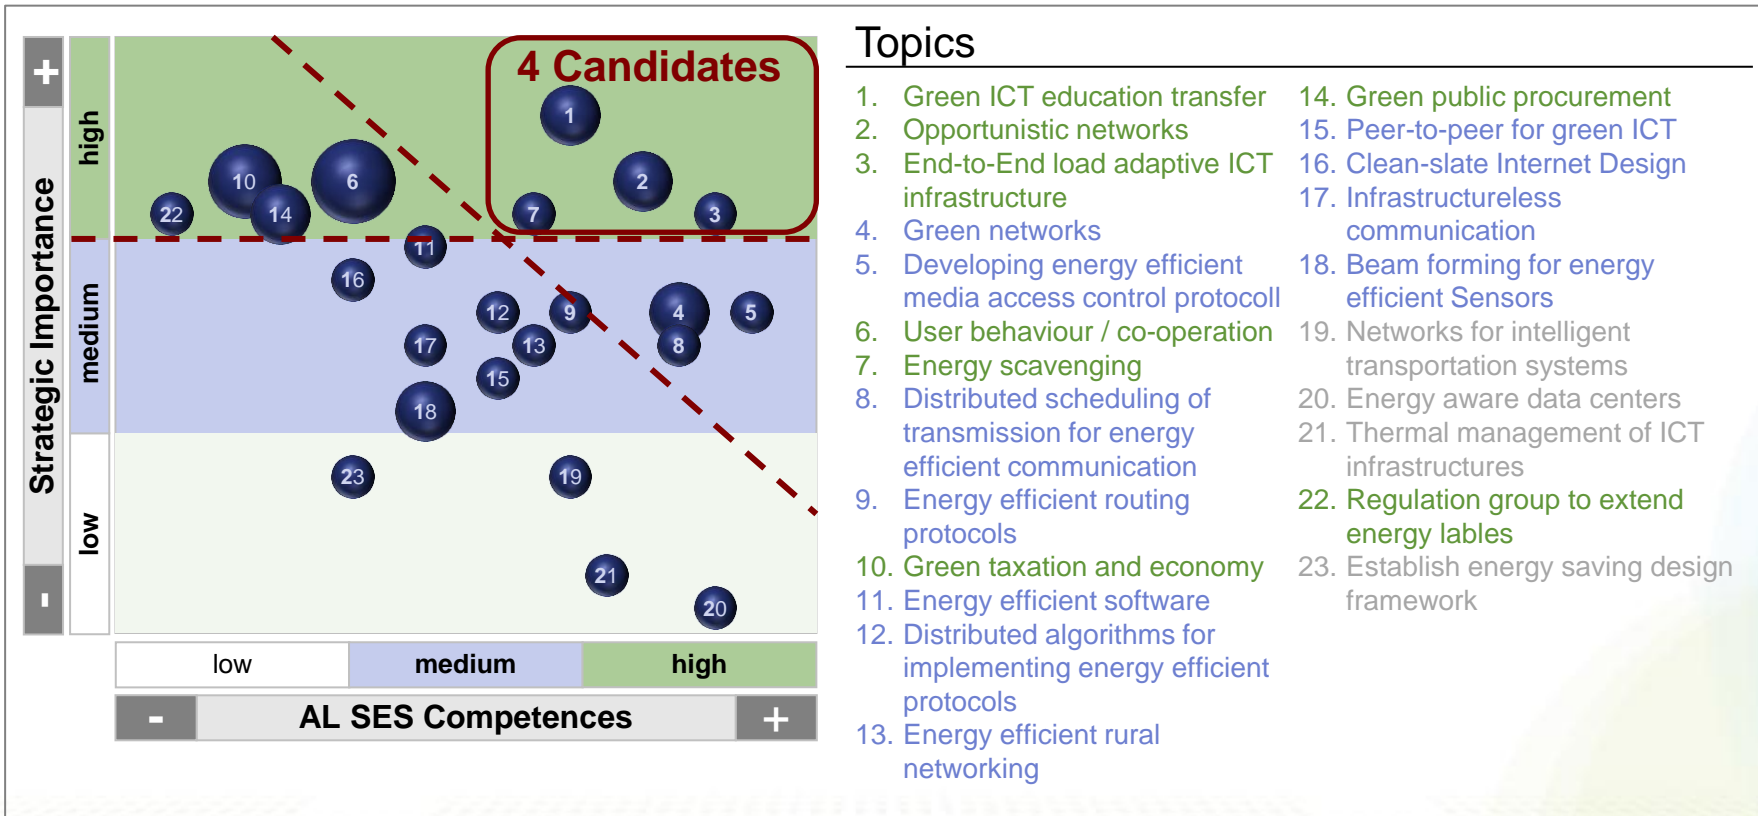 +
high
Strategic Importance
medium
low
-
4 Candidates
1
10
6
2
22
14
7
3
11
16
12
9
4
5
17
13
8
15
18
23
19
21
20
low
medium
high
-
AL SES Competences
+
Topics
1. Green ICT education transfer
2. Opportunistic networks
3. End-to-End load adaptive ICT
infrastructure
4. Green networks
5. Developing energy efficient
media access control protocoll
6. User behaviour / co-operation
7. Energy scavenging
8. Distributed scheduling of
transmission for energy
efficient communication
9. Energy efficient routing
protocols
10. Green taxation and economy
11. Energy efficient software
12. Distributed algorithms for
implementing energy efficient
protocols
13. Energy efficient rural
networking
14. Green public procurement
15. Peer-to-peer for green ICT
16. Clean-slate Internet Design
17. Infrastructureless
communication
18. Beam forming for energy
efficient Sensors
19. Networks for intelligent
transportation systems
20. Energy aware data centers
21. Thermal management of ICT
infrastructures
22. Regulation group to extend
energy lables
23. Establish energy saving design
framework